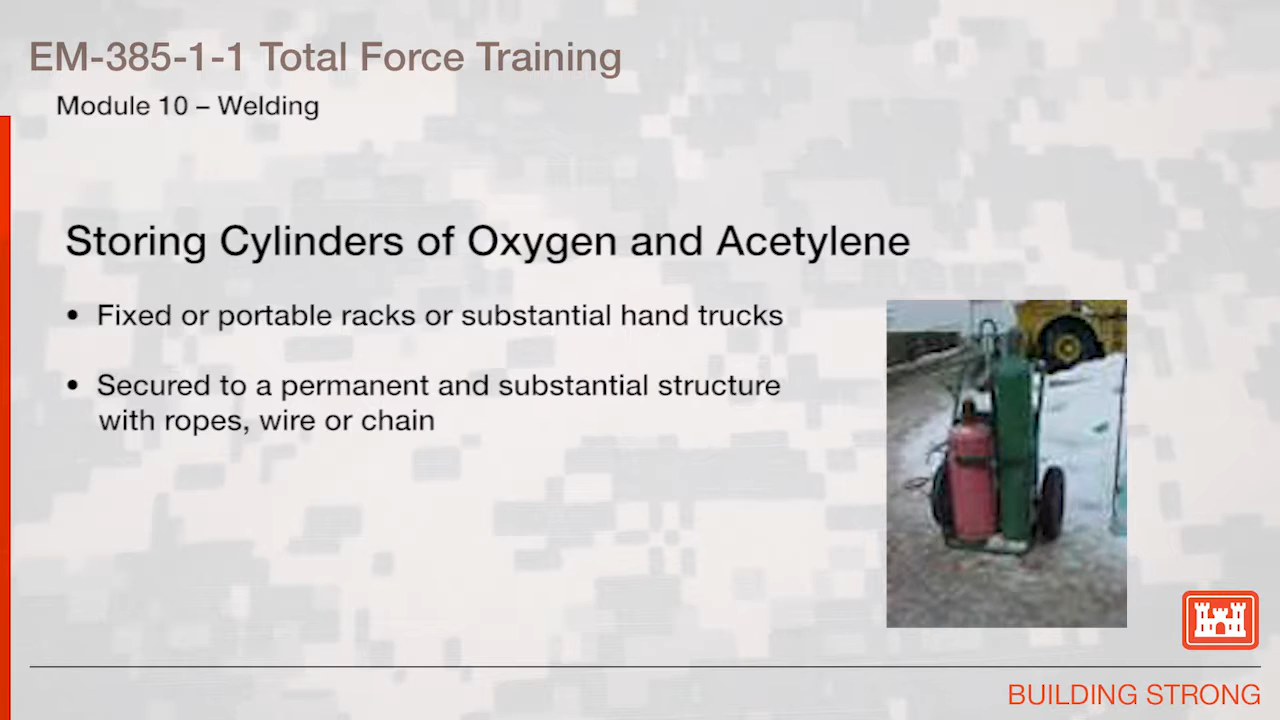 EM-385-1-1 Total Force Training
Module 10 – Welding
Storing Cylinders of Oxygen and Acetylene
• Fixed or portable racks or substantial hand trucks
• Secured to a permanent and substantial structure
with ropes, wire or chain
BUILDING STRONG